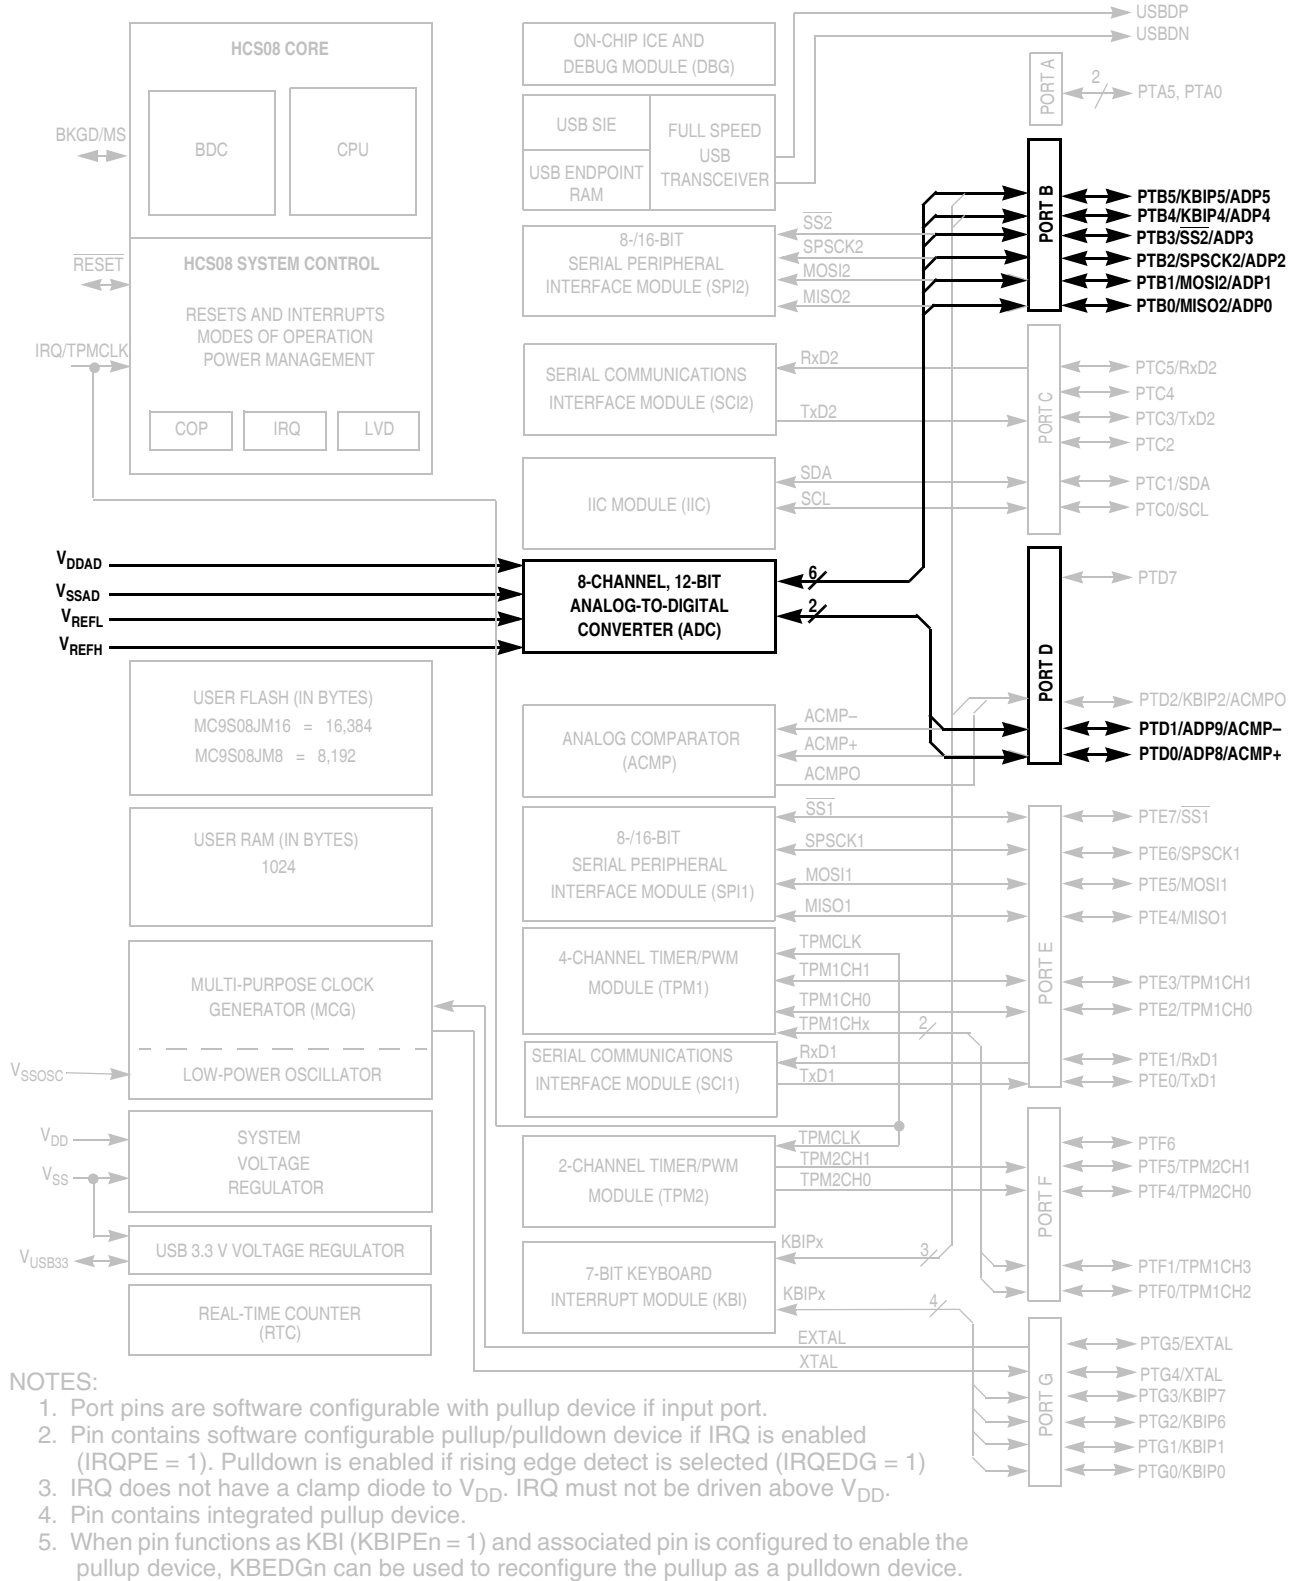 USBDP
USBDN
HCS08 CORE
BDC
CPU
BKGD/MS
HCS08 SYSTEM CONTROL
RESETS AND INTERRUPTS
MODES OF OPERATION
POWER MANAGEMENT
RESET
IRQ/TPMCLK
COP
IRQ
LVD
ON-CHIP ICE AND
DEBUG MODULE (DBG)
USB SIE
USB ENDPOINT
RAM
FULL SPEED
USB
TRANSCEIVER
8-/16-BIT
SERIAL PERIPHERAL
INTERFACE MODULE (SPI2)
SS2
SPSCK2
MOSI2
MISO2
SERIAL COMMUNICATIONS
INTERFACE MODULE (SCI2)
RxD2
TxD2
IIC MODULE (IIC)
SDA
SCL
PORT A
2
PTA5, PTA0
PORT B
PTB5/KBIP5/ADP5
PTB4/KBIP4/ADP4
PTB3/SS2/ADP3
PTB2/SPSCK2/ADP2
PTB1/MOSI2/ADP1
PTB0/MISO2/ADP0
PORT C
PTC5/RxD2
PTC4
PTC3/TxD2
PTC2
PTC1/SDA
PTC0/SCL
VDDAD
VSSAD
VREFL
VREFH
8-CHANNEL, 12-BIT
ANALOG-TO-DIGITAL
CONVERTER (ADC)
6
2
PORT D
PTD7
PTD2/KBIP2/ACMPO
PTD1/ADP9/ACMP–
PTD0/ADP8/ACMP+
USER FLASH (IN BYTES)
MC9S08JM16 = 16,384
MC9S08JM8 = 8,192
ANALOG COMPARATOR
(ACMP)
ACMP–
ACMP+
ACMPO
USER RAM (IN BYTES)
1024
8-/16-BIT
SERIAL PERIPHERAL
INTERFACE MODULE (SPI1)
SS1
SPSCK1
MOSI1
MISO1
PORT E
PTE7/SS1
PTE6/SPSCK1
PTE5/MOSI1
PTE4/MISO1
PTE3/TPM1CH1
PTE2/TPM1CH0
PTE1/RxD1
PTE0/TxD1
MULTI-PURPOSE CLOCK
GENERATOR (MCG)
LOW-POWER OSCILLATOR
VSSOSC
4-CHANNEL TIMER/PWM
MODULE (TPM1)
TPMCLK
TPM1CH1
TPM1CH0
TPM1CHx
2
SERIAL COMMUNICATIONS
INTERFACE MODULE (SCI1)
RxD1
TxD1
VDD
VSS
SYSTEM
VOLTAGE
REGULATOR
2-CHANNEL TIMER/PWM
MODULE (TPM2)
TPMCLK
TPM2CH1
TPM2CH0
PORT F
PTF6
PTF5/TPM2CH1
PTF4/TPM2CH0
PTF1/TPM1CH3
PTF0/TPM1CH2
VUSB33
USB 3.3 V VOLTAGE REGULATOR
REAL-TIME COUNTER
(RTC)
7-BIT KEYBOARD
INTERRUPT MODULE (KBI)
KBIPx
3
KBIPx
4
EXTAL
XTAL
PORT G
PTG5/EXTAL
PTG4/XTAL
PTG3/KBIP7
PTG2/KBIP6
PTG1/KBIP1
PTG0/KBIP0
NOTES:
1. Port pins are software configurable with pullup device if input port.
2. Pin contains software configurable pullup/pulldown device if IRQ is enabled
(IRQPE = 1). Pulldown is enabled if rising edge detect is selected (IRQEDG = 1)
3. IRQ does not have a clamp diode to VDD. IRQ must not be driven above VDD.
4. Pin contains integrated pullup device.
5. When pin functions as KBI (KBIPEn = 1) and associated pin is configured to enable the
pullup device, KBEDGn can be used to reconfigure the pullup as a pulldown device.